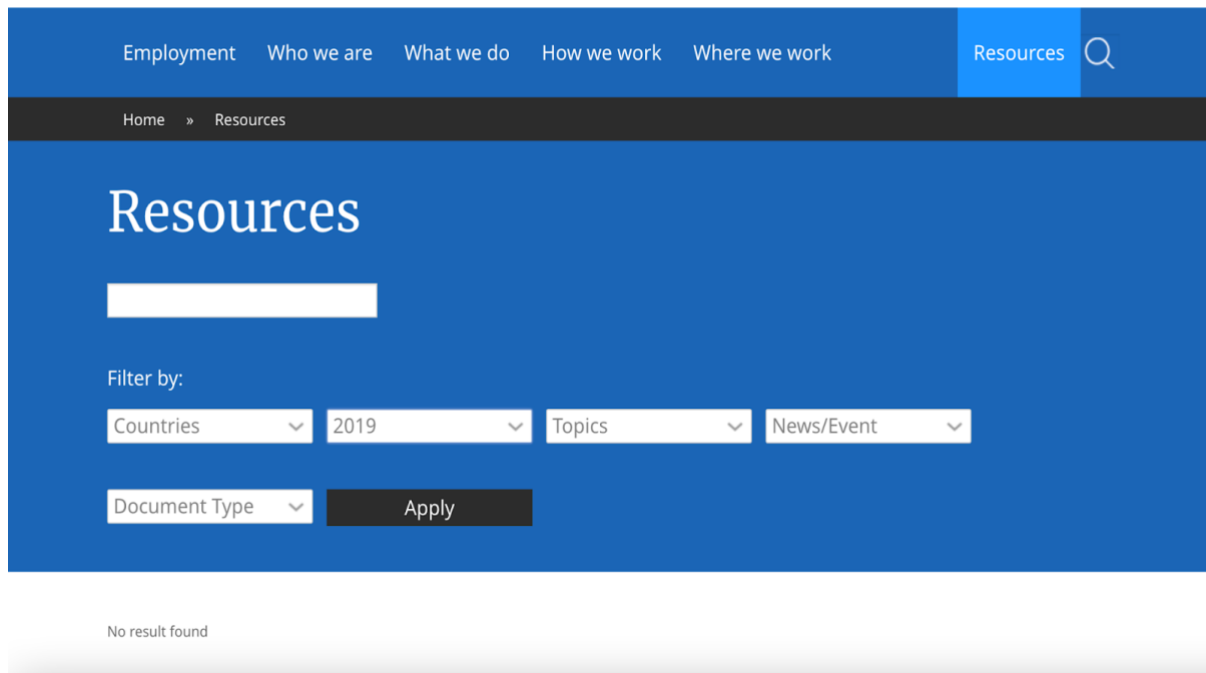 Employment Who we are What we do How we work Where we work Resources
Home » Resources
Resources
Filter by:
Countries 2019 Topics News/Event
Document Type Apply
No result found